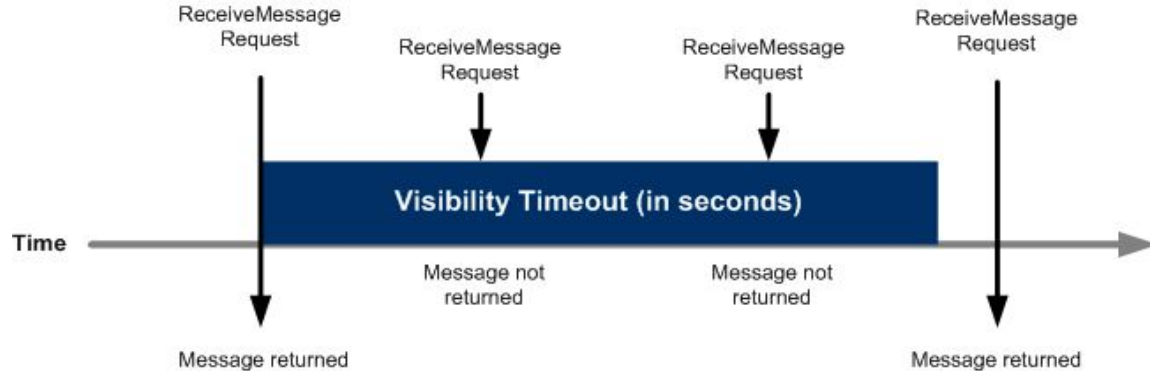 ReceiveMessage
Request
ReceiveMessage
Request
ReceiveMessage
Request
ReceiveMessage
Request
Visibility Timeout (in seconds)
Time
Message not
returned
Message not
returned
Message returned
Message returned